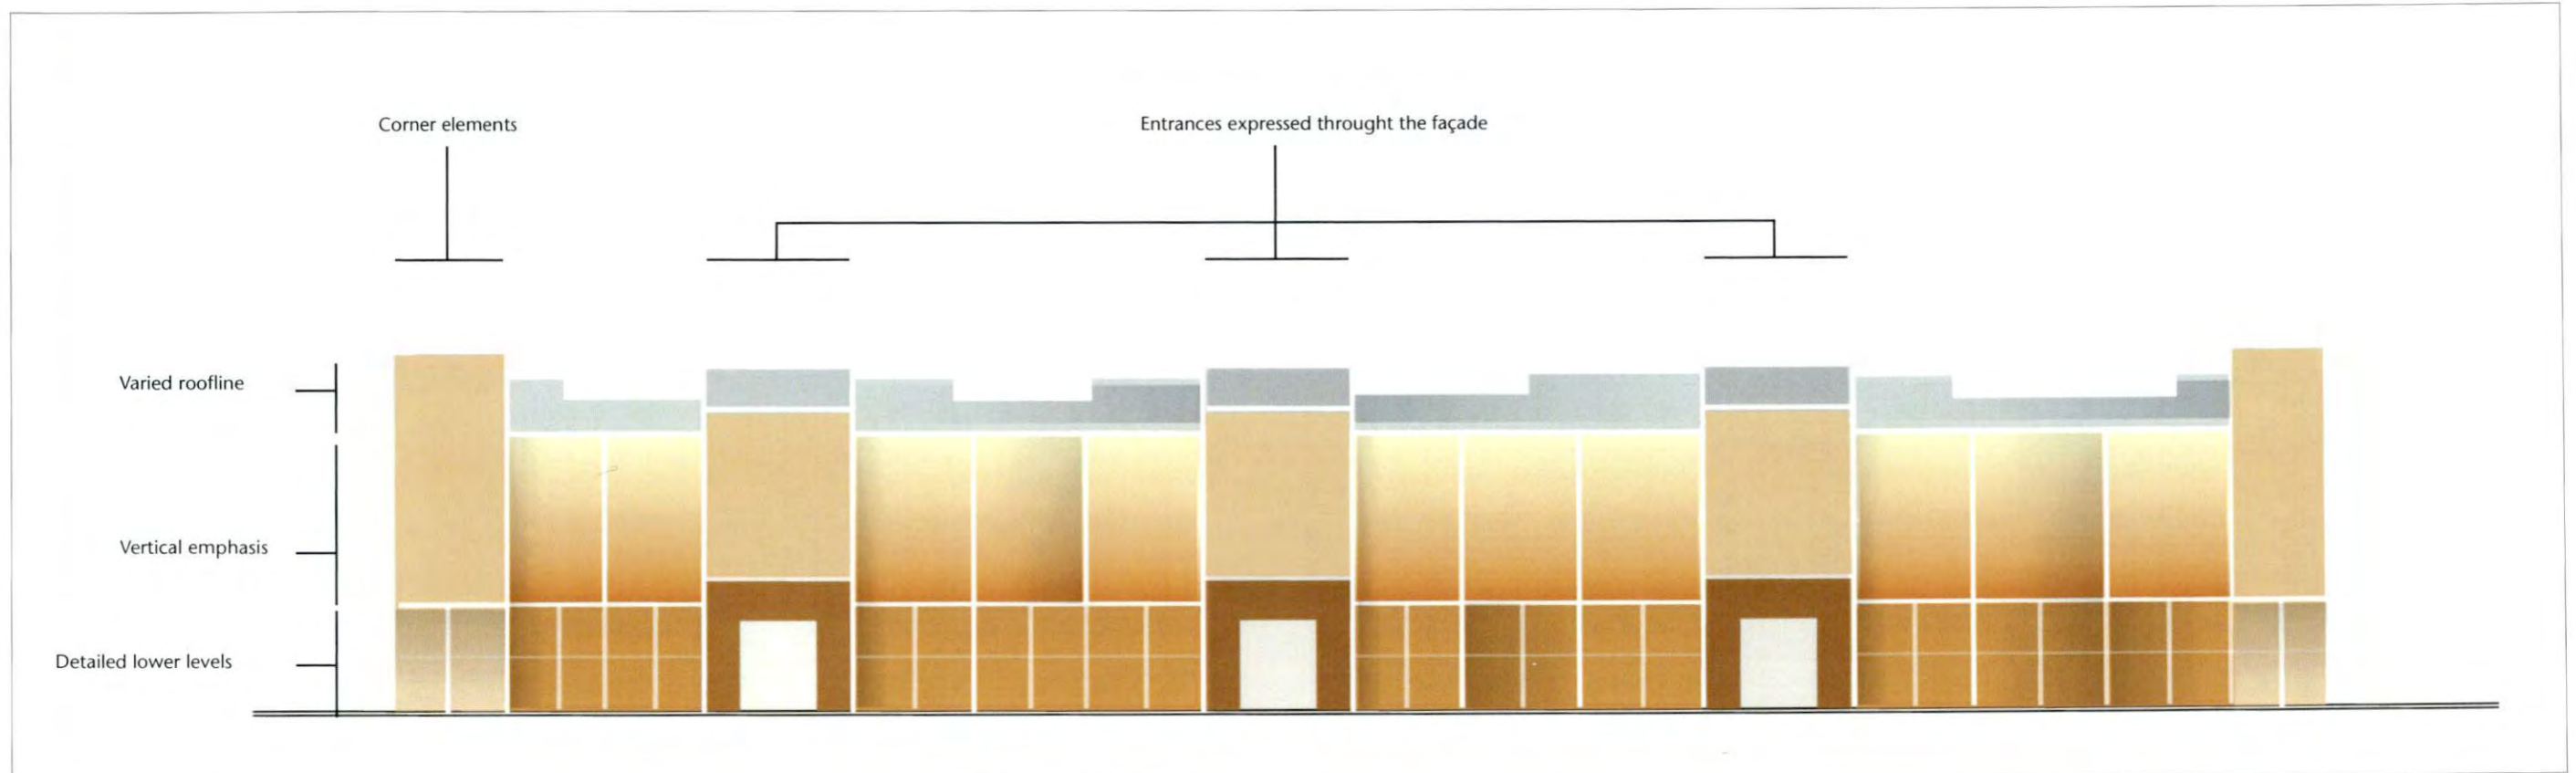 Corner elements
Entrances expressed throught the façade
Varied roofline
Vertical emphasis
Detailed lower levels